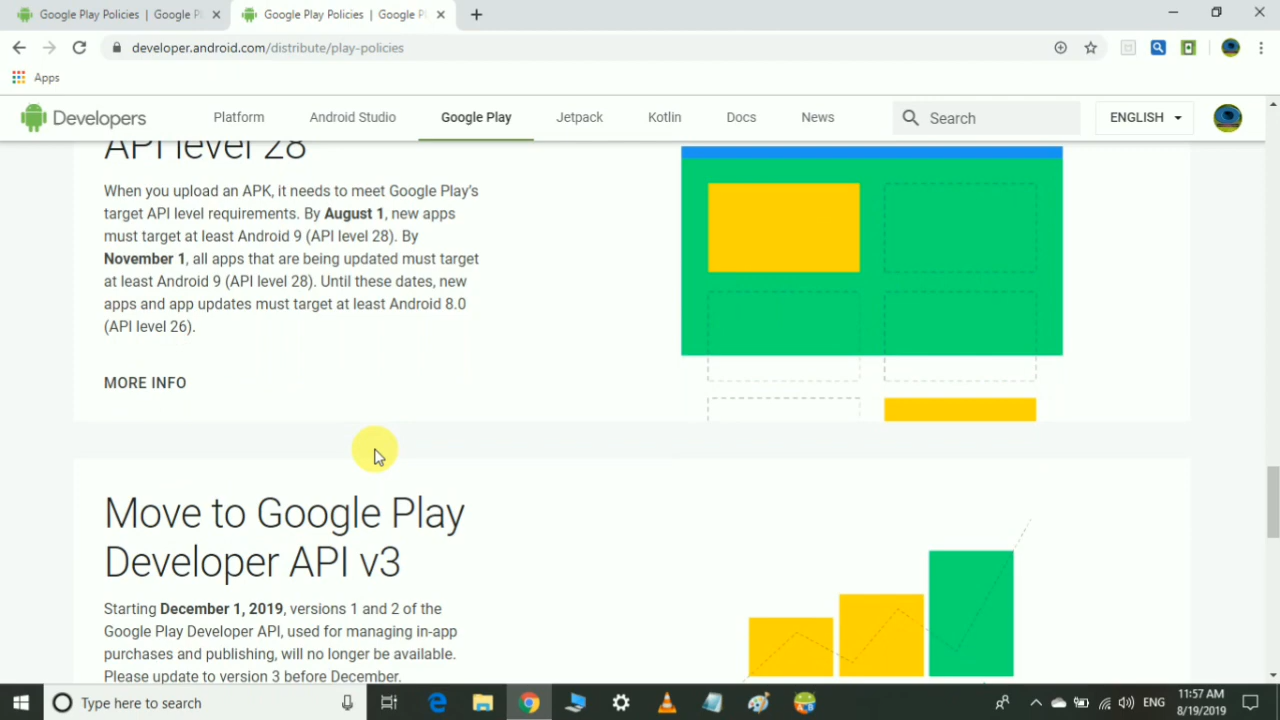 Google Play Policies | Google P
Google Play Policies | Google P
developer.android.com/distribute/play-policies
Apps
Developers
Platform
Android Studio
Google Play
Jetpack
Kotlin
Docs
News
Search
ENGLISH
API level 28
When you upload an APK, it needs to meet Google Play's
target API level requirements. By August 1, new apps
must target at least Android 9 (API level 28). By
November 1, all apps that are being updated must target
at least Android 9 (API level 28). Until these dates, new
apps and app updates must target at least Android 8.0
(API level 26).
MORE INFO
Move to Google Play
Developer API v3
Starting December 1, 2019, versions 1 and 2 of the
Google Play Developer API, used for managing in-app
purchases and publishing, will no longer be available.
Please update to version 3 before December.
Type here to search
ENG
11:57 AM
8/19/2019